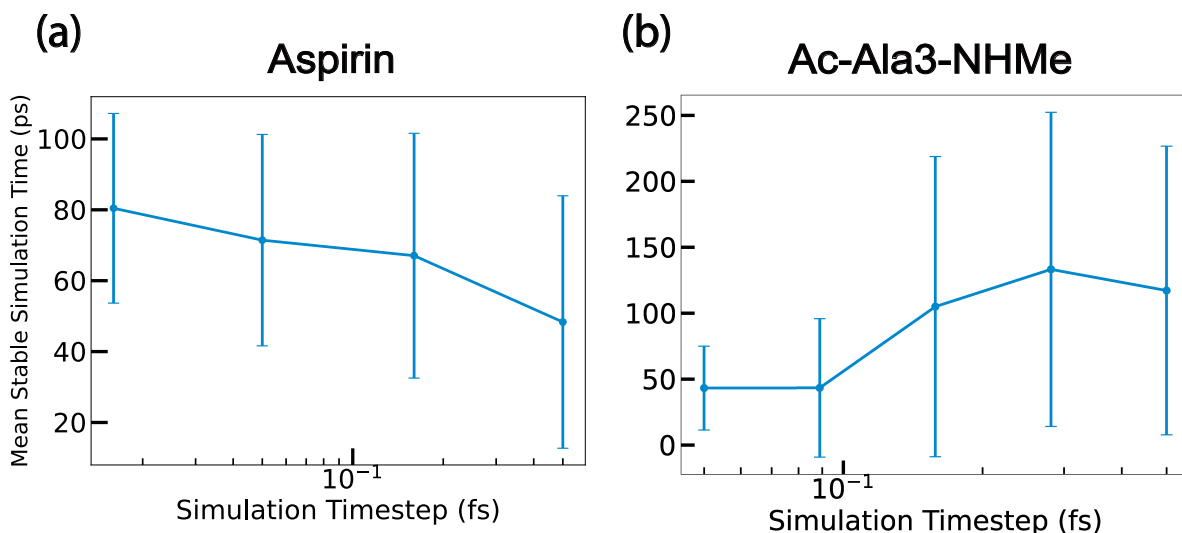 (a)
Aspirin
Mean Stable Simulation Time (ps)
100
80
60
40
20
10⁻¹
Simulation Timestep (fs)
(b)
Ac-Ala3-NHMe
250
200
150
100
50
0
10⁻¹
Simulation Timestep (fs)